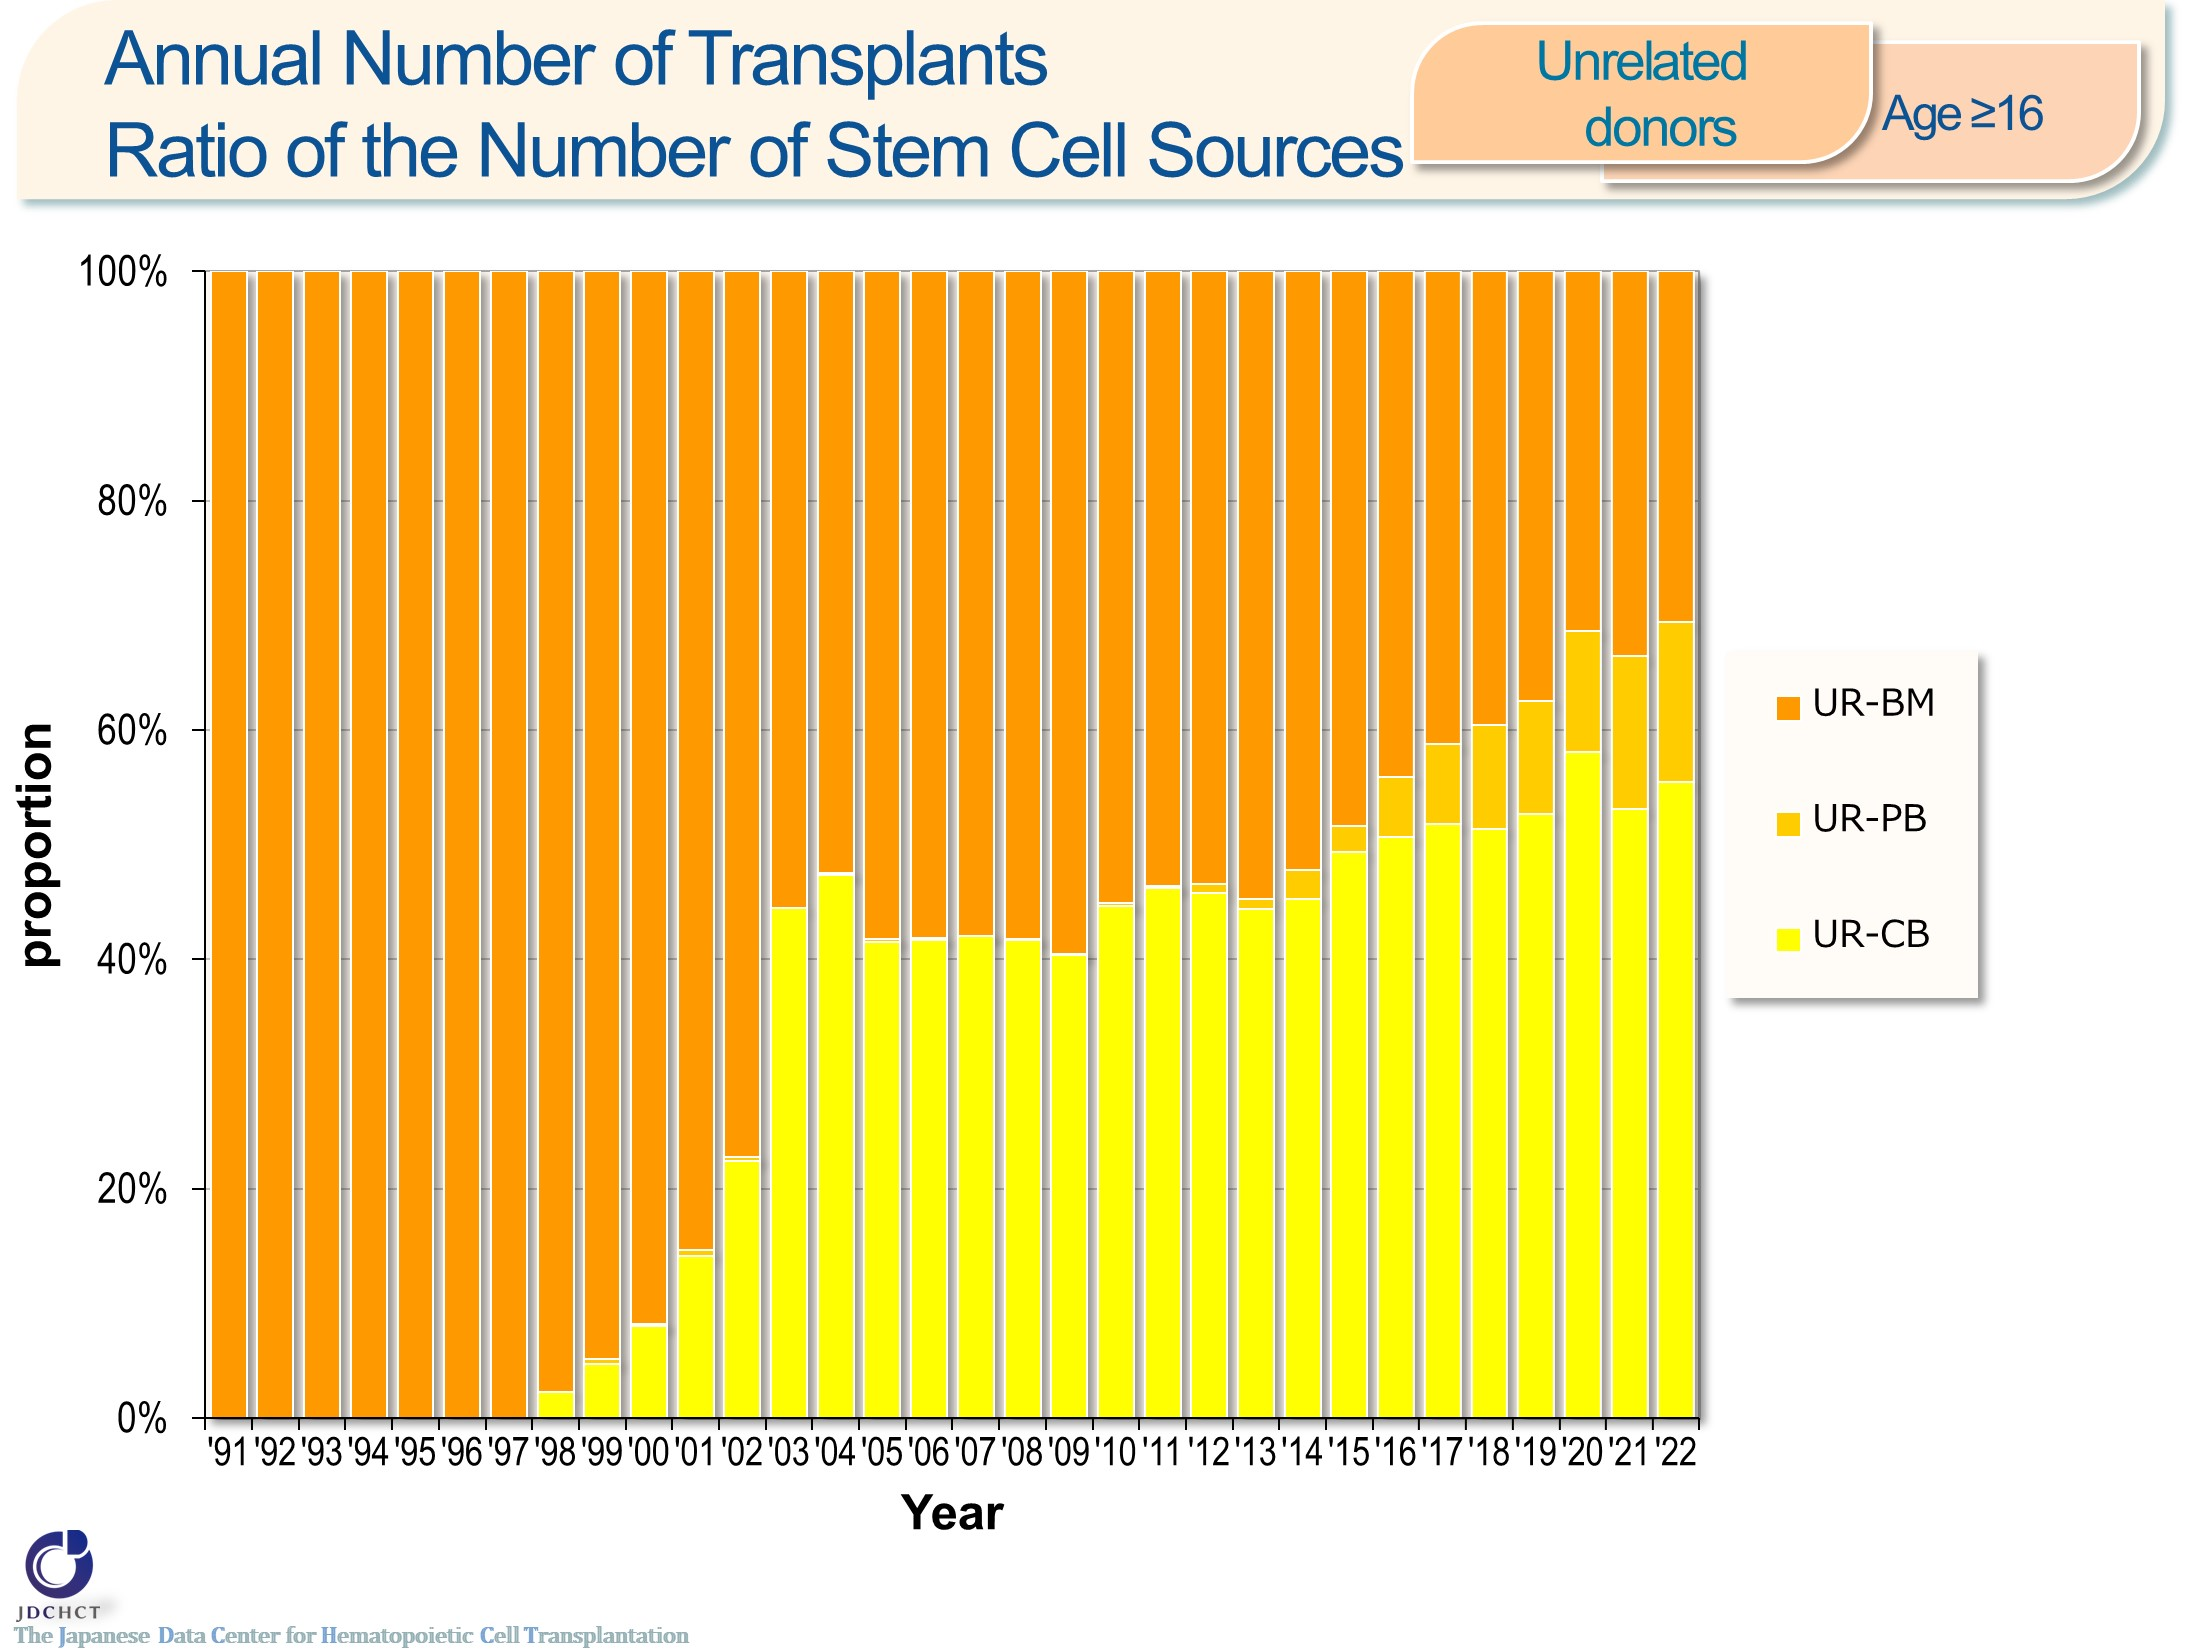 Annual Number of Transplants
Ratio of the Number of Stem Cell Sources
Unrelated
donors
Age ≥16
100%
80%
60%
40%
20%
0%
proportion
'91 '92 '93 '94 '95 '96 '97 '98 '99 '00 '01 '02 '03 '04 '05 '06 '07 '08 '09 '10 '11 '12 '13 '14 '15 '16 '17 '18 '19 '20 '21 '22
Year
UR-BM
UR-PB
UR-CB
JDCHCT
The Japanese Data Center for Hematopoietic Cell Transplantation